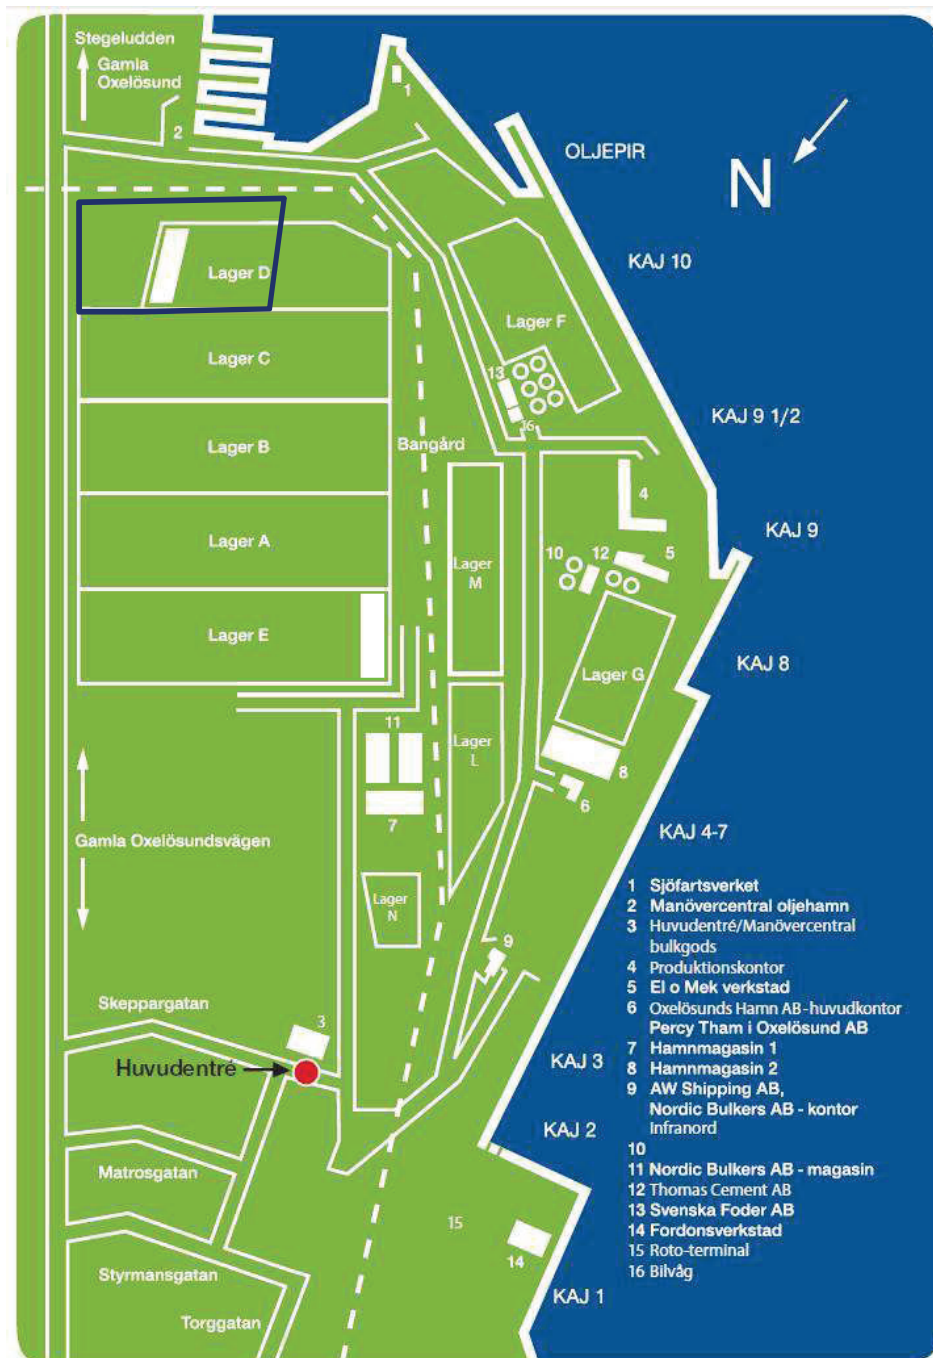 Stegeludden
Gamla
Oxelösund
1
2
OLJEPIR
N
KAJ 10
Lager D
Lager F
Lager C
13
16
KAJ 9 1/2
Lager B
Bangård
4
KAJ 9
Lager A
10
12
5
Lager
M
Lager E
KAJ 8
Lager G
11
Lager
L
8
6
7
KAJ 4-7
Gamla Oxelösundsvägen
Lager
N
9
Skeppargatan
3
Huvudentré
KAJ 3
KAJ 2
Matrosgatan
15
14
Styrmansgatan
KAJ 1
Torggatan
1 Sjöfartsverket
2 Manövercentral oljehamn
3 Huvudentré/Manövercentral
bulkgods
4 Produktionskontor
5 El o Mek verkstad
6 Oxelösunds Hamn AB - huvudkontor
Percy Tham i Oxelösund AB
7 Hamnmagasin 1
8 Hamnmagasin 2
9 AW Shipping AB,
Nordic Bulkers AB - kontor
Infranord
10
11 Nordic Bulkers AB - magasin
12 Thomas Cement AB
13 Svenska Foder AB
14 Fordonsverkstad
15 Roto-terminal
16 Bilvåg